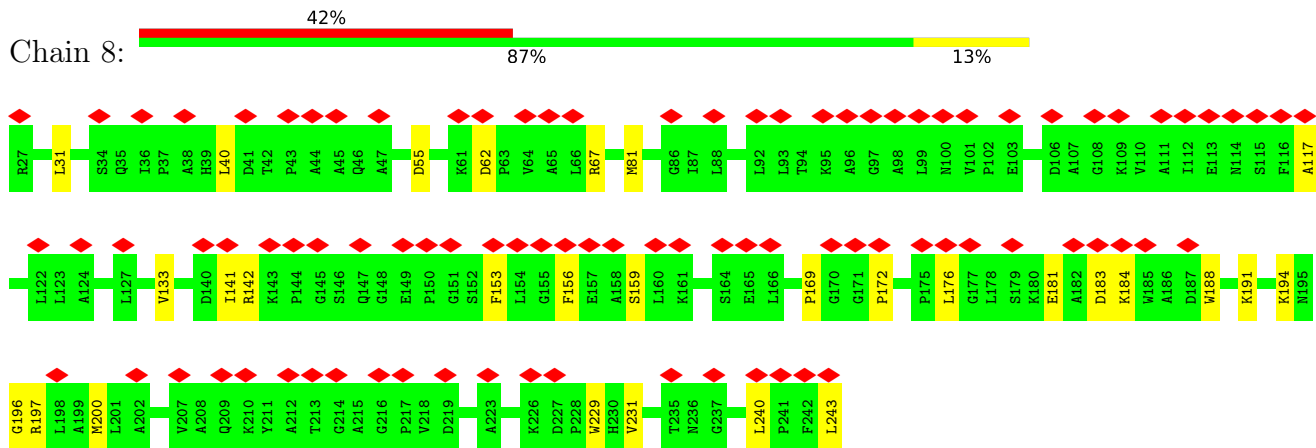 42%
Chain 8:
87% 13%
R27 L31 S34 Q35 I36 P37 A38 H39 L40 D41 T42 P43 A44 A45 Q46 A47 D55 K61 D62 P63 V64 A65 L66 R67 M81 G86 I87 L88 L92 L93 T94 K95 A96 G97 A98 L99 N100 V101 P102 E103 D106 A107 G108 K109 V110 A111 I112 E113 N114 S115 F116 A117
L122 L123 A124 L127 V133 D140 I141 R142 K143 P144 G145 S146 Q147 G148 E149 P150 G151 S152 F153 L154 G155 F156 E157 A158 S159 L160 K161 S164 E165 L166 P169 G170 G171 P172 P175 L176 G177 L178 S179 K180 E181 A182 D183 K184 W185 A186 D187 W188 K191 K194 N195
G196 R197 L198 A199 M200 L201 A202 V207 A208 Q209 K210 Y211 A212 T213 G214 A215 G216 P217 V218 D219 A223 K226 D227 P228 W229 H230 V231 T235 N236 G237 L240 P241 F242 L243